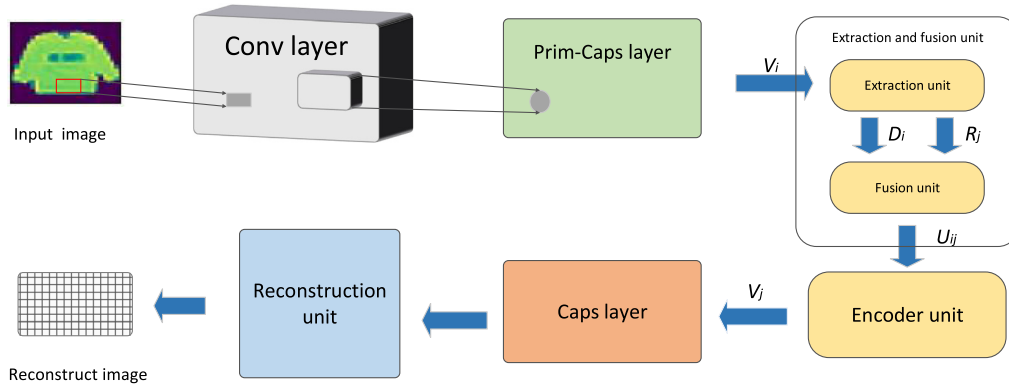 Input image
Conv layer
Prim-Caps layer
Vi
Extraction and fusion unit
Extraction unit
Di
Rj
Fusion unit
Uij
Encoder unit
Vj
Caps layer
Reconstruction
unit
Reconstruct image